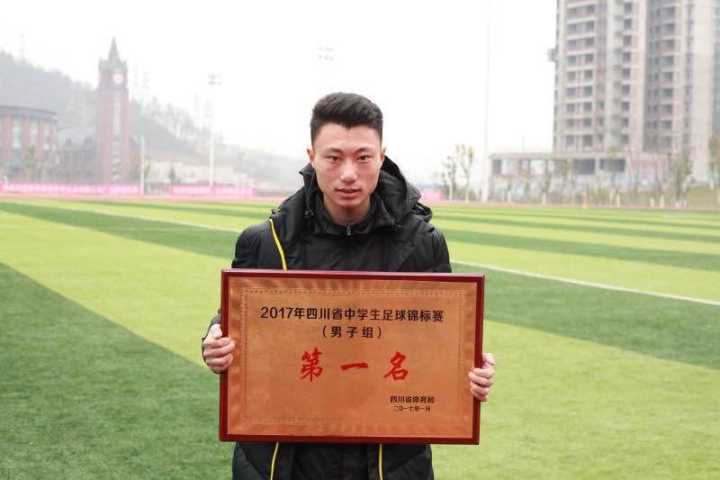 2017年四川省中学生足球锦标赛
（男子组）
第一名
四川省体育局
二〇一七年一月